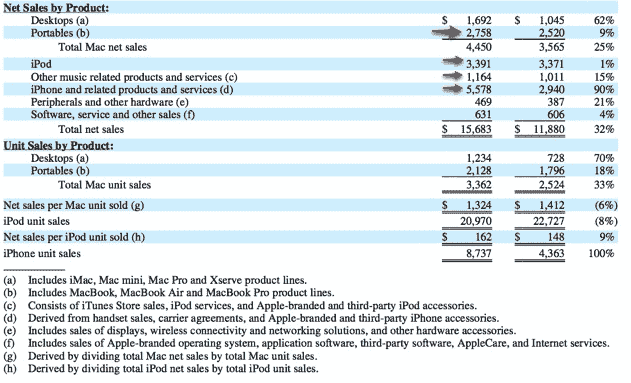 Net Sales by Product:
Desktops (a) $ 1,692 $ 1,045 62%
Portables (b) 2,758 2,520 9%
Total Mac net sales 4,450 3,565 25%
iPod 3,391 3,371 1%
Other music related products and services (c) 1,164 1,011 15%
iPhone and related products and services (d) 5,578 2,940 90%
Peripherals and other hardware (e) 469 387 21%
Software, service and other sales (f) 631 606 4%
Total net sales $ 15,683 $ 11,880 32%
Unit Sales by Product:
Desktops (a) 1,234 728 70%
Portables (b) 2,128 1,796 18%
Total Mac unit sales 3,362 2,524 33%
Net sales per Mac unit sold (g) $ 1,324 $ 1,412 (6%)
iPod unit sales 20,970 22,727 (8%)
Net sales per iPod unit sold (h) $ 162 $ 148 9%
iPhone unit sales 8,737 4,363 100%
(a) Includes iMac, Mac mini, Mac Pro and Xserve product lines.
(b) Includes MacBook, MacBook Air and MacBook Pro product lines.
(c) Consists of iTunes Store sales, iPod services, and Apple-branded and third-party iPod accessories.
(d) Derived from handset sales, carrier agreements, and Apple-branded and third-party iPhone accessories.
(e) Includes sales of displays, wireless connectivity and networking solutions, and other hardware accessories.
(f) Includes sales of Apple-branded operating system, application software, third-party software, AppleCare, and Internet services.
(g) Derived by dividing total Mac net sales by total Mac unit sales.
(h) Derived by dividing total iPod net sales by total iPod unit sales.